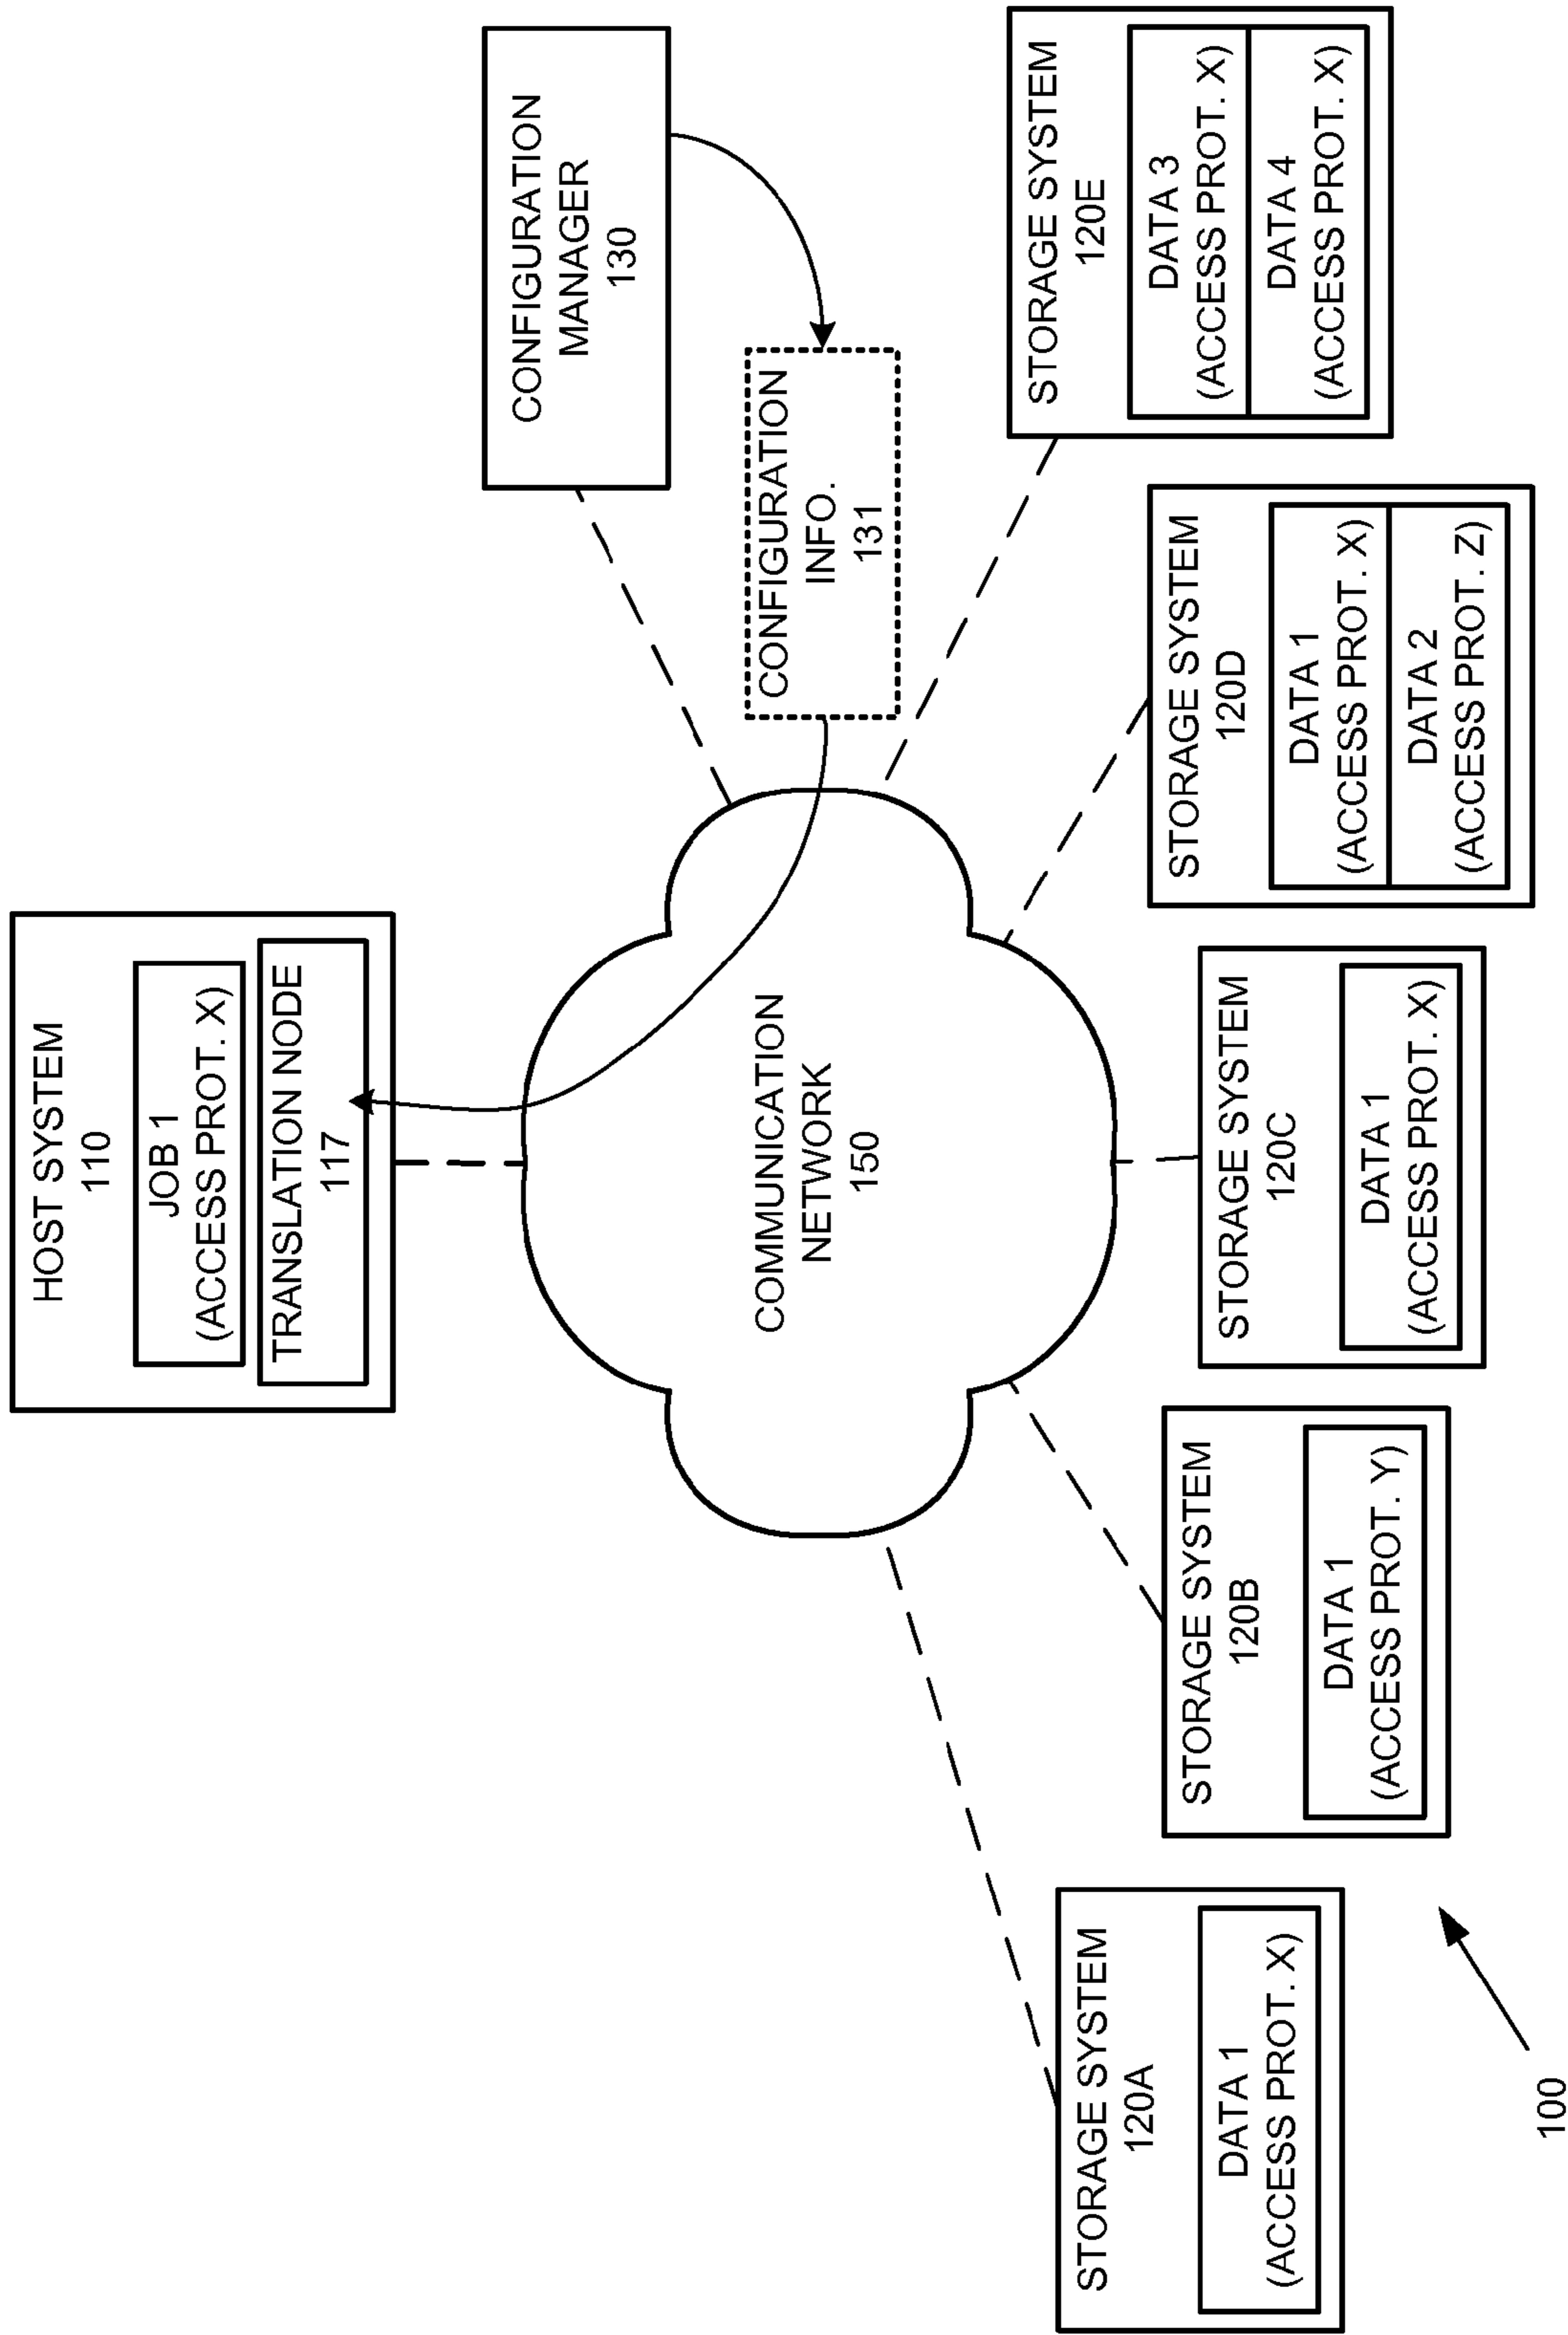 HOST SYSTEM
110
JOB 1
(ACCESS PROT. X)
TRANSLATION NODE
117
CONFIGURATION
MANAGER
130
CONFIGURATION
INFO.
131
COMMUNICATION
NETWORK
150
STORAGE SYSTEM
120A
DATA 1
(ACCESS PROT. X)
STORAGE SYSTEM
120B
DATA 1
(ACCESS PROT. Y)
STORAGE SYSTEM
120C
DATA 1
(ACCESS PROT. X)
STORAGE SYSTEM
120D
DATA 1
(ACCESS PROT. X)
DATA 2
(ACCESS PROT. Z)
STORAGE SYSTEM
120E
DATA 3
(ACCESS PROT. X)
DATA 4
(ACCESS PROT. X)
100